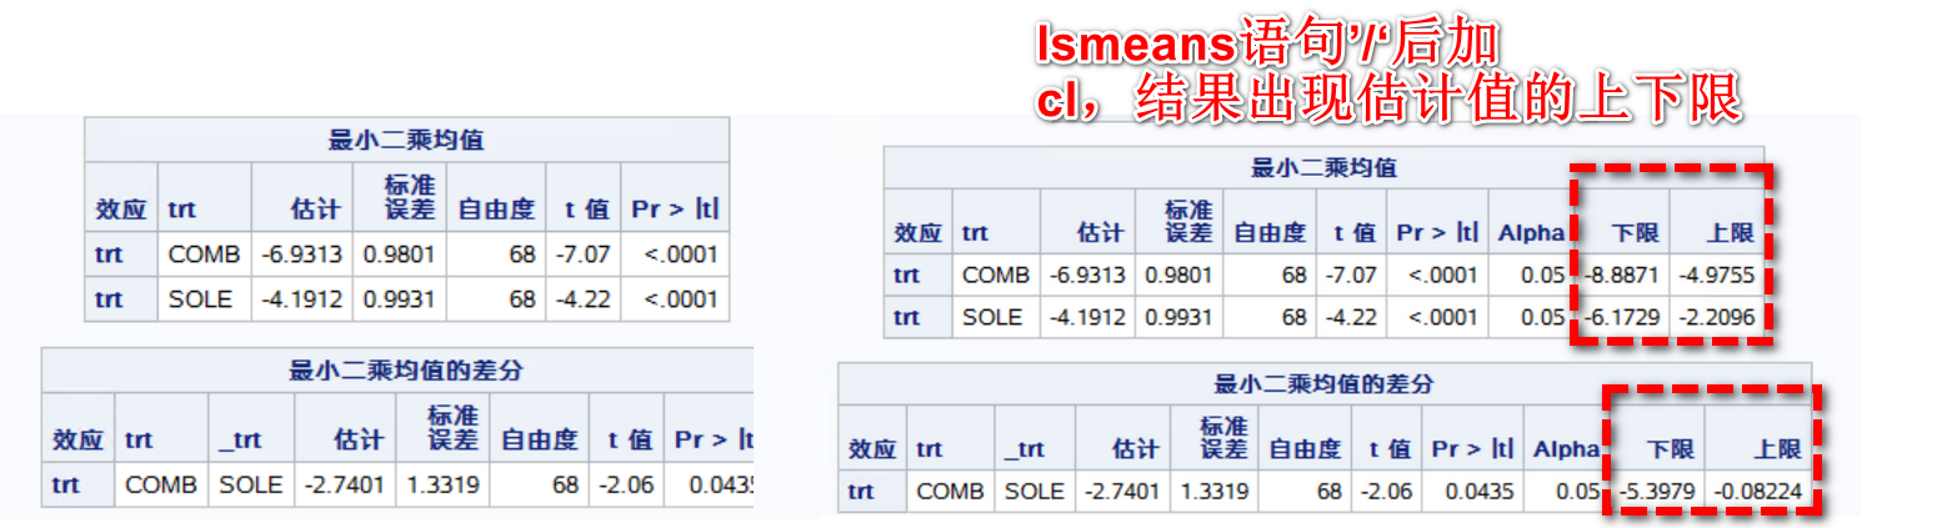 lsmeans语句’/‘后加
cl，结果出现估计值的上下限
最小二乘均值
效应 trt 估计 标准误差 自由度 t 值 Pr > |t|
trt COMB -6.9313 0.9801 68 -7.07 <.0001
trt SOLE -4.1912 0.9931 68 -4.22 <.0001
最小二乘均值的差分
效应 trt _trt 估计 标准误差 自由度 t 值 Pr > |t
trt COMB SOLE -2.7401 1.3319 68 -2.06 0.043
最小二乘均值
效应 trt 估计 标准误差 自由度 t 值 Pr > |t| Alpha 下限 上限
trt COMB -6.9313 0.9801 68 -7.07 <.0001 0.05 -8.8871 -4.9755
trt SOLE -4.1912 0.9931 68 -4.22 <.0001 0.05 -6.1729 -2.2096
最小二乘均值的差分
效应 trt _trt 估计 标准误差 自由度 t 值 Pr > |t| Alpha 下限 上限
trt COMB SOLE -2.7401 1.3319 68 -2.06 0.0435 0.05 -5.3979 -0.08224